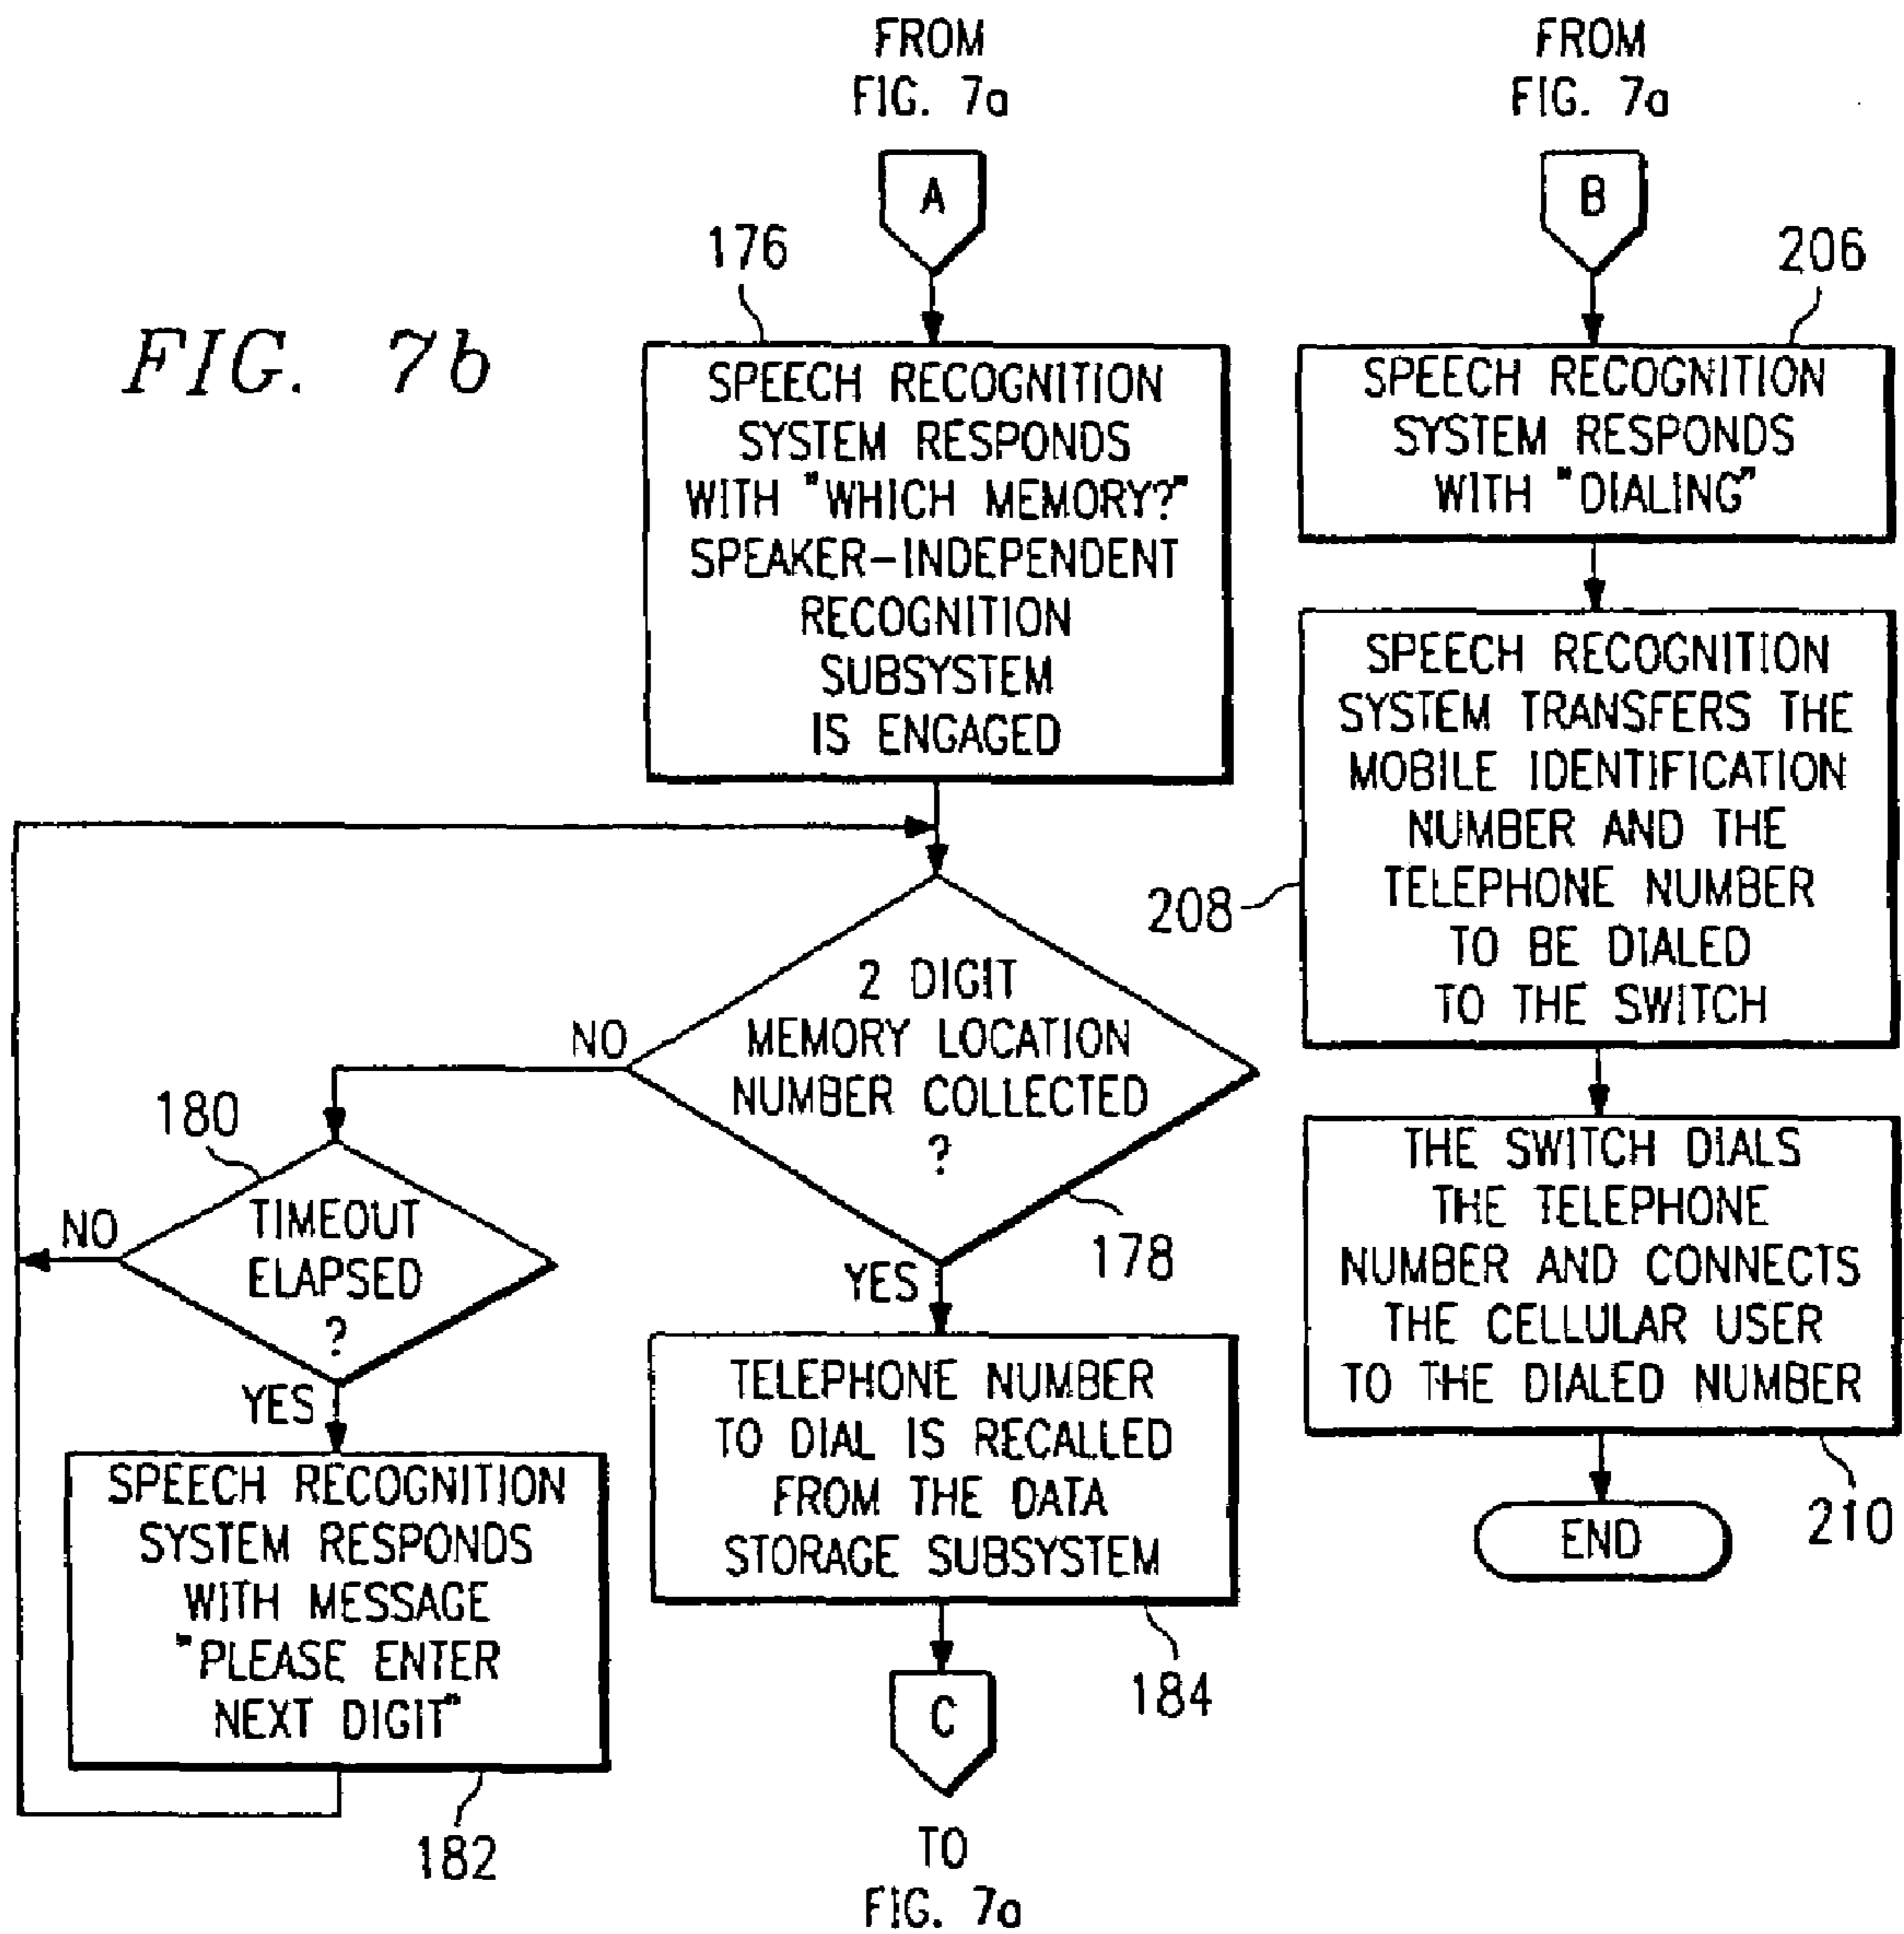 FIG. 7b
FROM
FIG. 7a
A
176
SPEECH RECOGNITION
SYSTEM RESPONDS
WITH "WHICH MEMORY?"
SPEAKER-INDEPENDENT
RECOGNITION
SUBSYSTEM
IS ENGAGED
2 DIGIT
MEMORY LOCATION
NUMBER COLLECTED
?
178
NO
YES
180
TIMEOUT
ELAPSED
?
NO
YES
SPEECH RECOGNITION
SYSTEM RESPONDS
WITH MESSAGE
"PLEASE ENTER
NEXT DIGIT"
182
TELEPHONE NUMBER
TO DIAL IS RECALLED
FROM THE DATA
STORAGE SUBSYSTEM
184
C
TO
FIG. 7a
FROM
FIG. 7a
B
206
SPEECH RECOGNITION
SYSTEM RESPONDS
WITH "DIALING"
SPEECH RECOGNITION
SYSTEM TRANSFERS THE
MOBILE IDENTIFICATION
NUMBER AND THE
TELEPHONE NUMBER
TO BE DIALED
TO THE SWITCH
208
THE SWITCH DIALS
THE TELEPHONE
NUMBER AND CONNECTS
THE CELLULAR USER
TO THE DIALED NUMBER
210
END